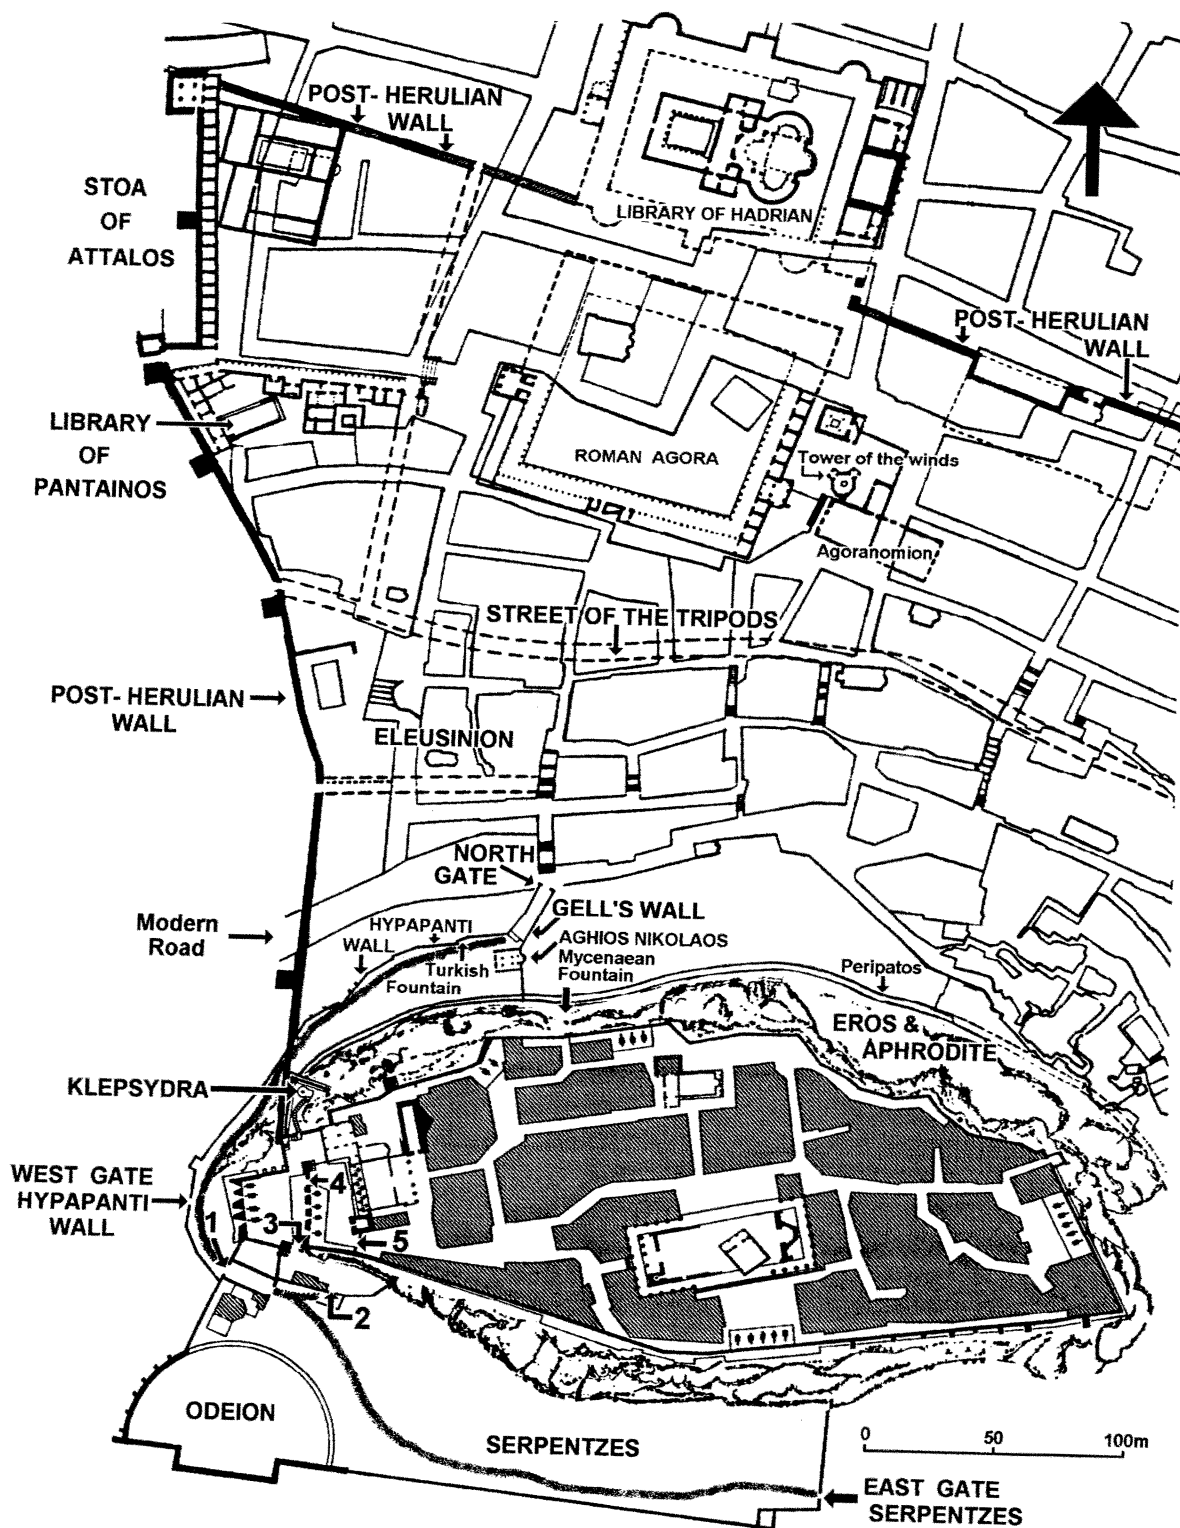 POST- HERULIAN
WALL
STOA
OF
ATTALOS
LIBRARY OF HADRIAN
POST- HERULIAN
WALL
LIBRARY
OF
PANTAINOS
ROMAN AGORA
Tower of the winds
Agoranomion
STREET OF THE TRIPODS
POST- HERULIAN
WALL
ELEUSINION
NORTH
GATE
Modern
Road
HYPAPANTI
WALL
Turkish
Fountain
GELL'S WALL
AGHIOS NIKOLAOS
Mycenaean
Fountain
Peripatos
EROS &
APHRODITE
KLEPSYDRA
WEST GATE
HYPAPANTI
WALL
1
3
4
5
2
ODEION
SERPENTZES
0 50 100m
EAST GATE
SERPENTZES